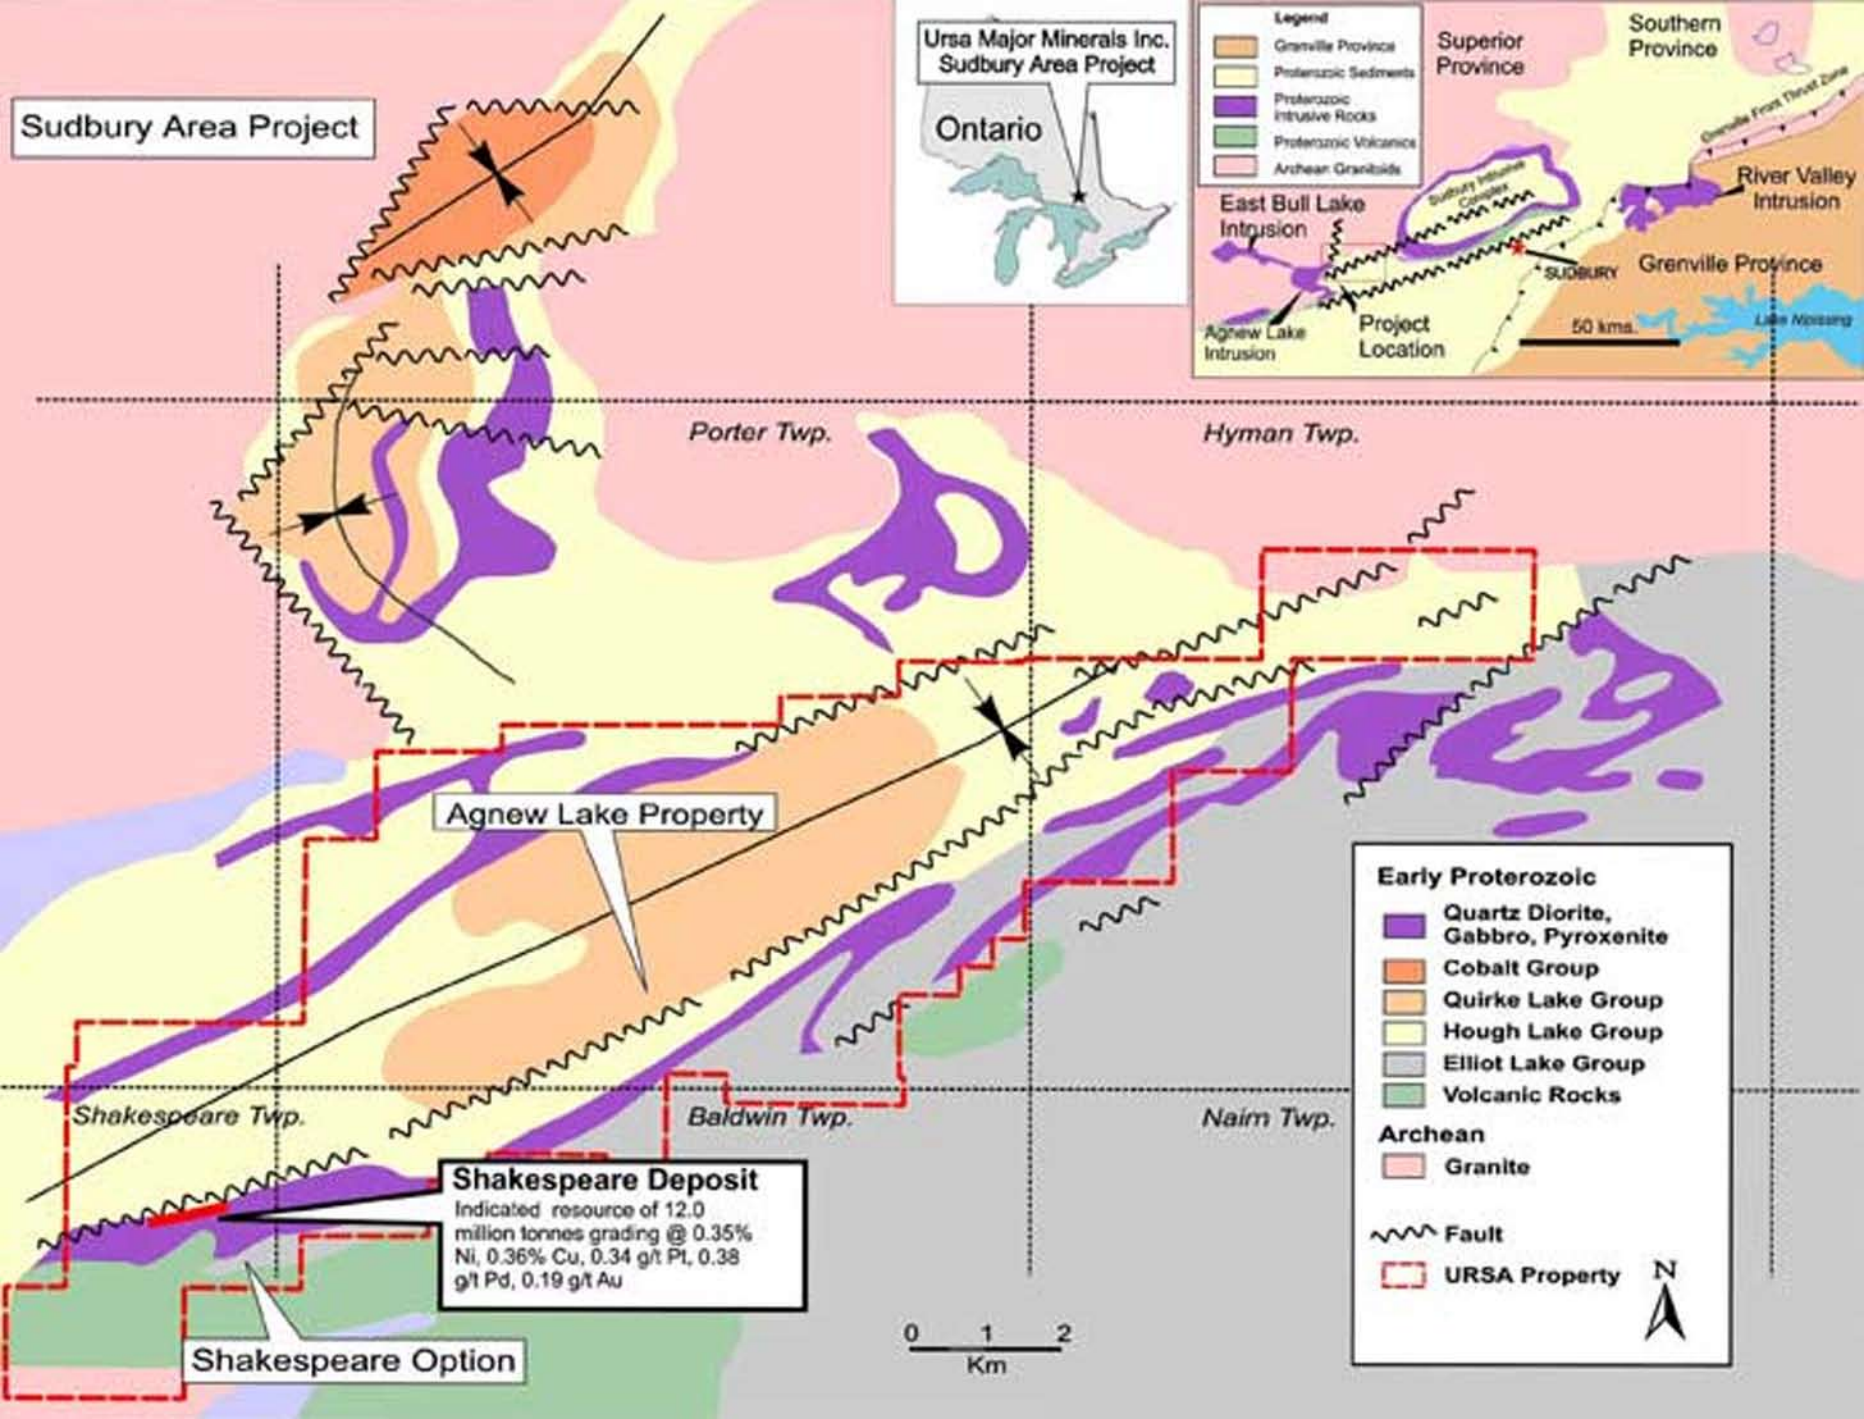 Sudbury Area Project
Ursa Major Minerals Inc.
Sudbury Area Project
Ontario
Legend
Grenville Province
Proterozoic Sediments
Proterozoic
Intrusive Rocks
Proterozoic Volcanics
Archean Granitoids
Superior
Province
Southern
Province
Grenville Front Thrust Zone
Sudbury Intrusive
Complex
River Valley
Intrusion
East Bull Lake
Intrusion
SUDBURY
Grenville Province
Lake Nipissing
50 kms.
Agnew Lake
Intrusion
Project
Location
Porter Twp.
Hyman Twp.
Agnew Lake Property
Shakespeare Twp.
Baldwin Twp.
Nairn Twp.
Shakespeare Deposit
Indicated resource of 12.0
million tonnes grading @ 0.35%
Ni, 0.36% Cu, 0.34 g/t Pt, 0.38
g/t Pd, 0.19 g/t Au
Shakespeare Option
0 1 2
Km
Early Proterozoic
Quartz Diorite,
Gabbro, Pyroxenite
Cobalt Group
Quirke Lake Group
Hough Lake Group
Elliot Lake Group
Volcanic Rocks
Archean
Granite
Fault
URSA Property
N